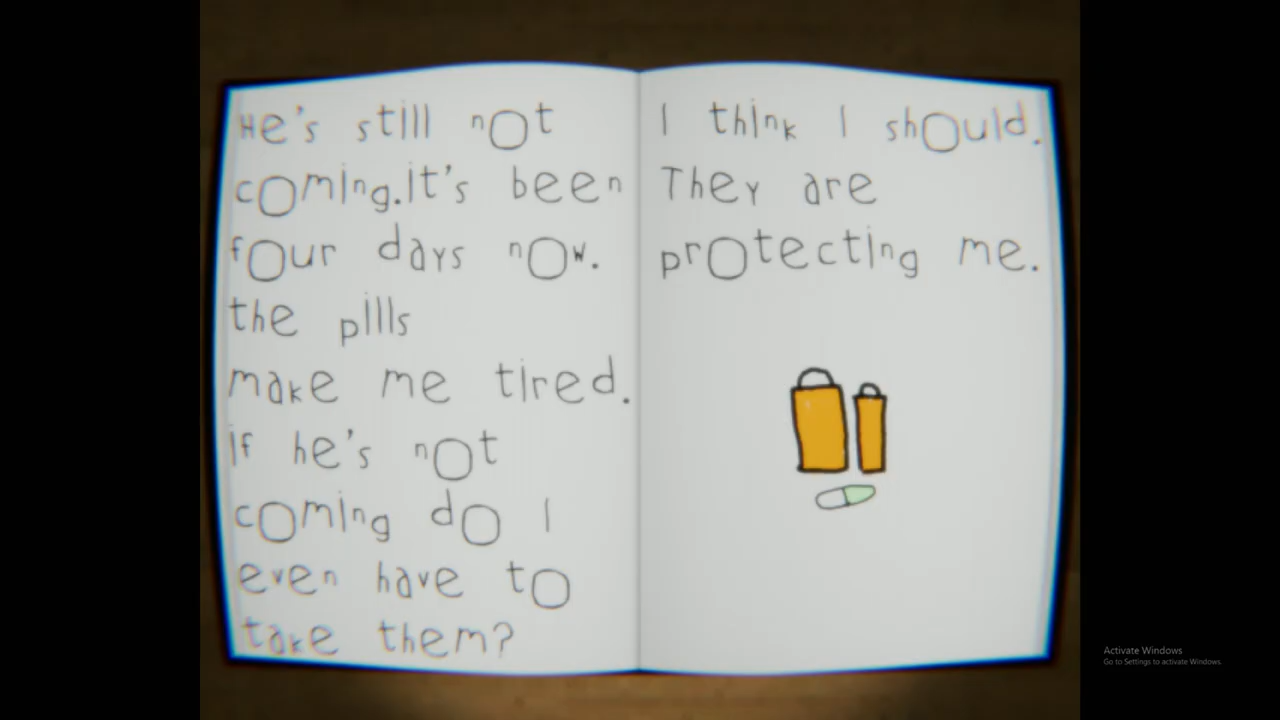 He's still not
coming.it's been
four days now.
the pills
make me tired.
if he's not
coming do I
even have to
take them?
I think I should.
They are
protecting me.
Activate Windows
Go to Settings to activate Windows.